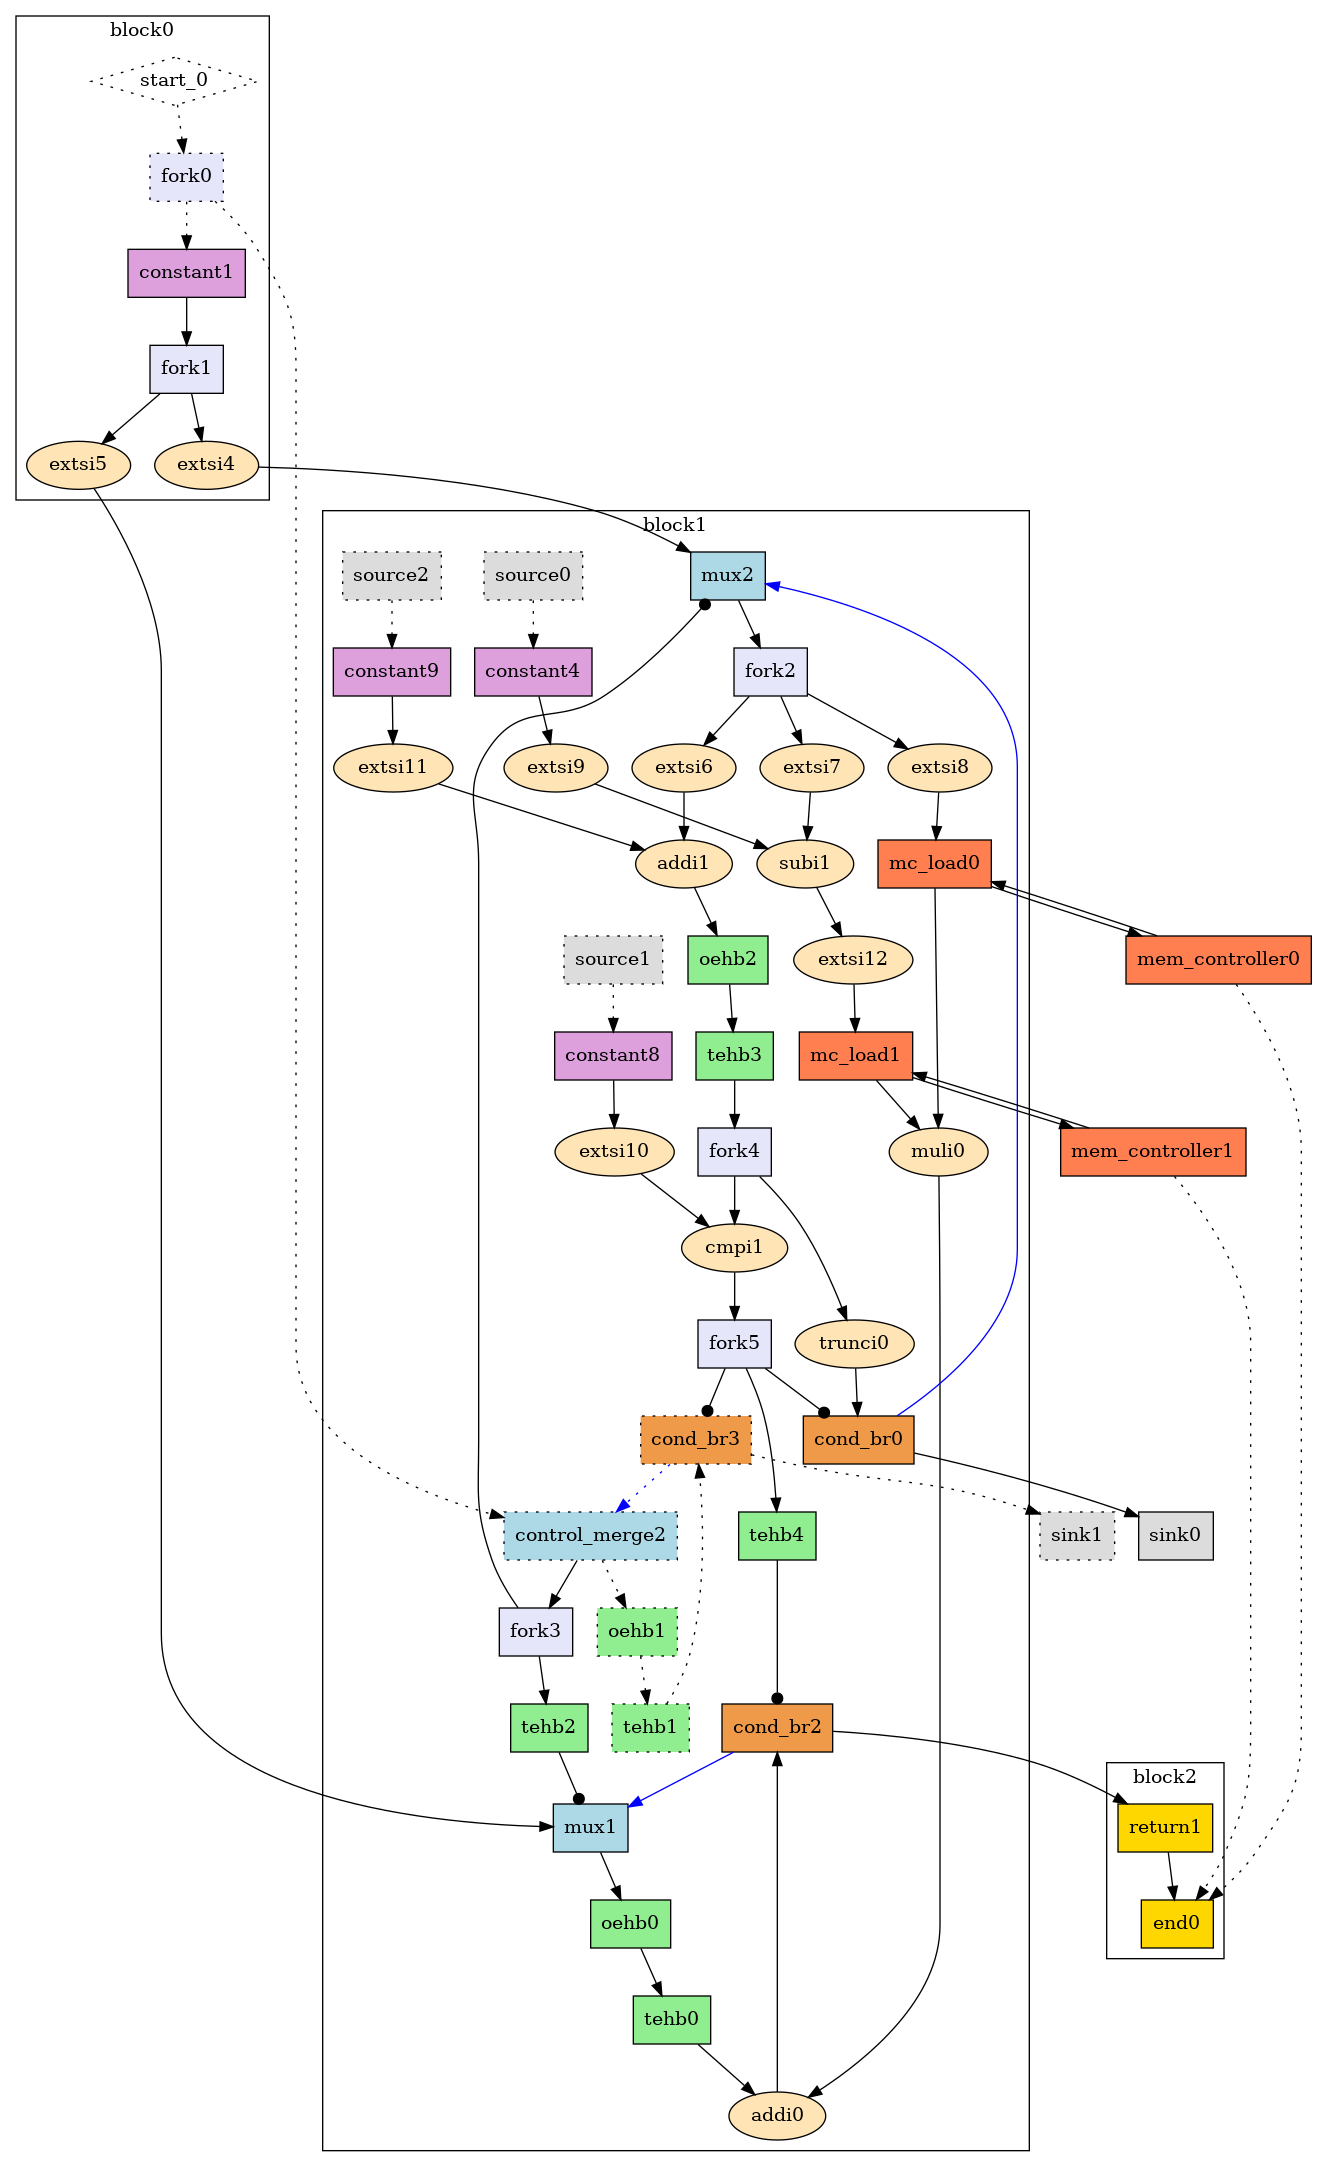 block0
start_0
fork0
constant1
fork1
extsi5
extsi4
block1
source2
source0
mux2
constant9
constant4
fork2
extsi11
extsi9
extsi6
extsi7
extsi8
addi1
subi1
mc_load0
source1
oehb2
extsi12
mem_controller0
constant8
tehb3
mc_load1
extsi10
fork4
muli0
mem_controller1
cmpi1
fork5
trunci0
cond_br3
cond_br0
control_merge2
tehb4
sink1
sink0
fork3
oehb1
tehb2
tehb1
cond_br2
block2
mux1
return1
oehb0
end0
tehb0
addi0